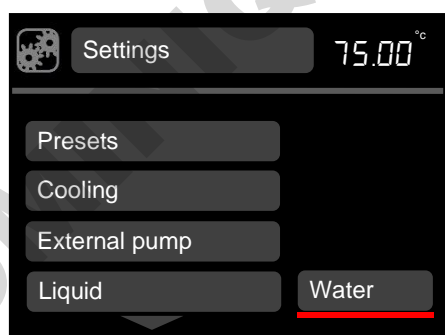 Settings 75.00 °c
Presets
Cooling
External pump
Liquid Water